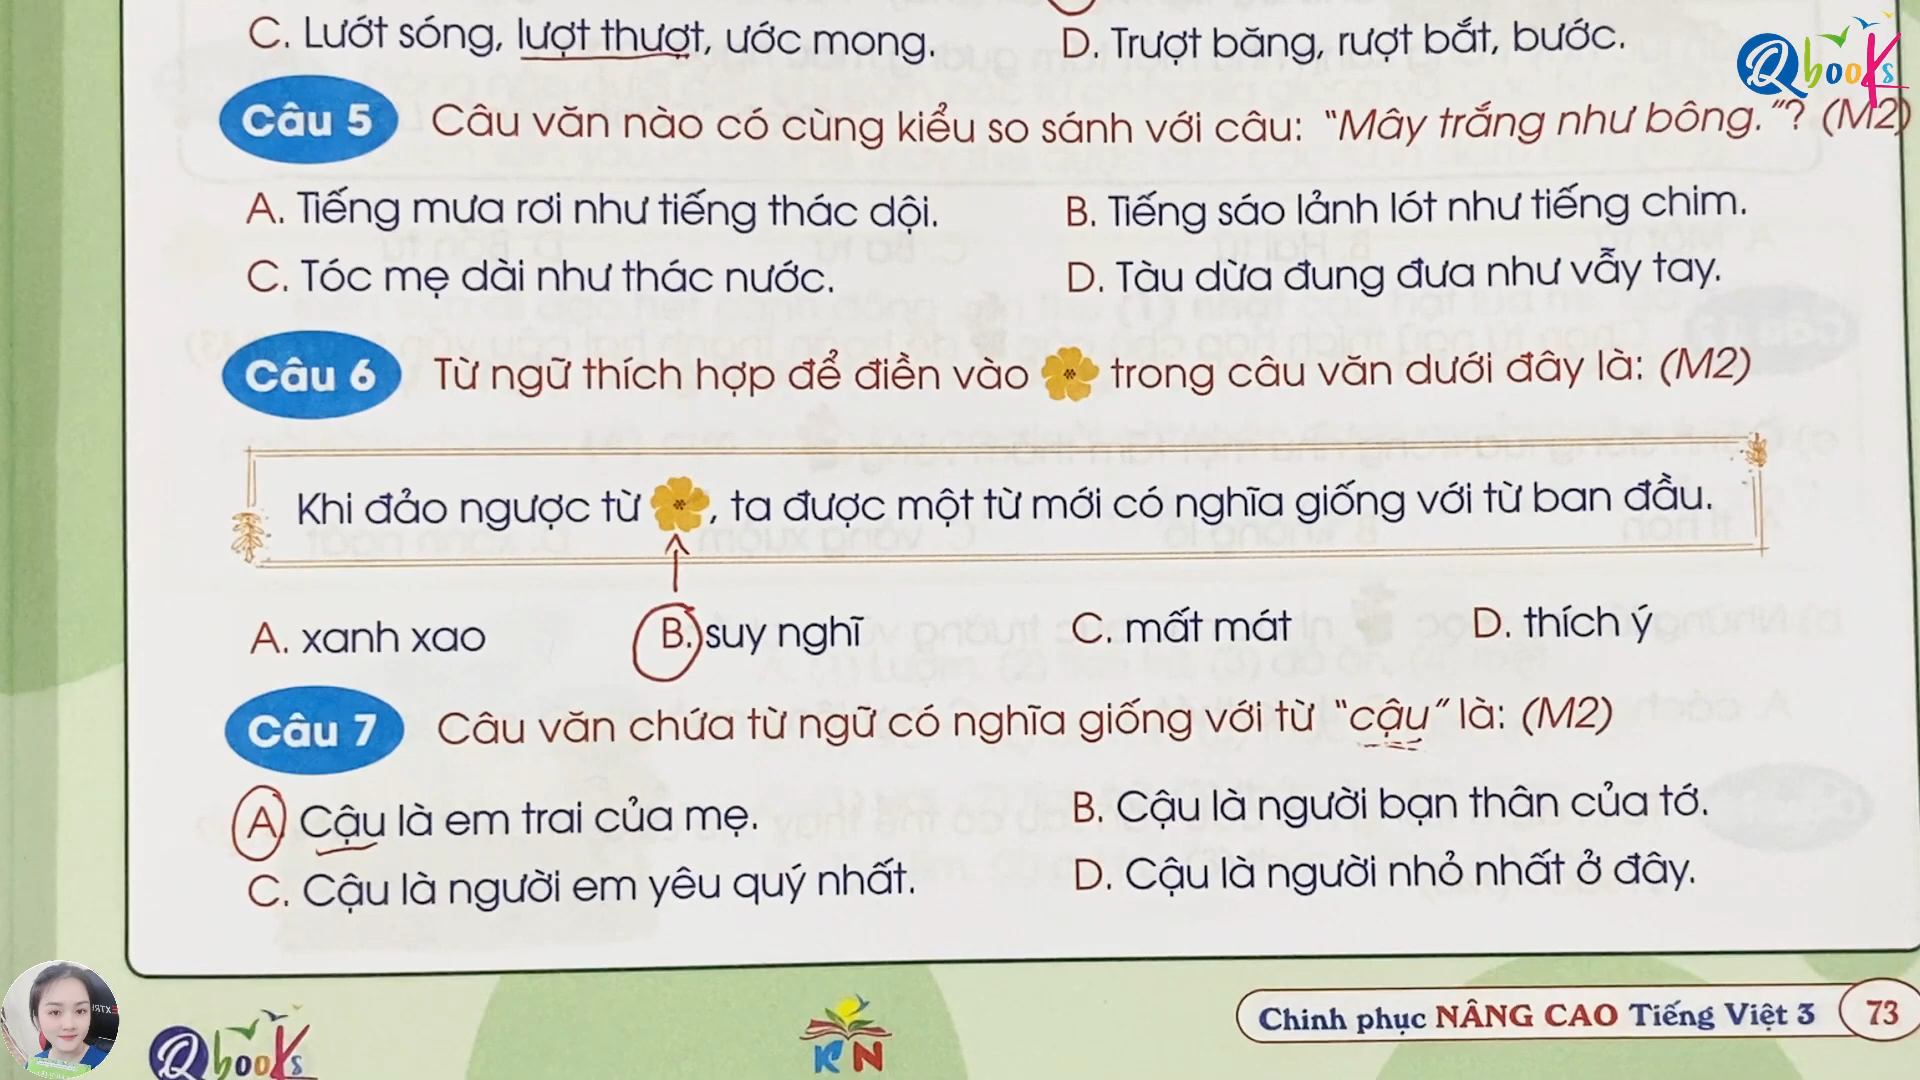 C. Lướt sóng, lượt thượt, ước mong.
D. Trượt băng, rượt bắt, bước.
Qbooks
Câu 5 Câu văn nào có cùng kiểu so sánh với câu: "Mây trắng như bông."? (M2)
A. Tiếng mưa rơi như tiếng thác dội.
B. Tiếng sáo lảnh lót như tiếng chim.
C. Tóc mẹ dài như thác nước.
D. Tàu dừa đung đưa như vẫy tay.
Câu 6 Từ ngữ thích hợp để điền vào trong câu văn dưới đây là: (M2)
Khi đảo ngược từ , ta được một từ mới có nghĩa giống với từ ban đầu.
A. xanh xao
B. suy nghĩ
C. mất mát
D. thích ý
Câu 7 Câu văn chứa từ ngữ có nghĩa giống với từ "cậu" là: (M2)
A. Cậu là em trai của mẹ.
B. Cậu là người bạn thân của tớ.
C. Cậu là người em yêu quý nhất.
D. Cậu là người nhỏ nhất ở đây.
Qbooks
KN
Chinh phục NÂNG CAO Tiếng Việt 3
73